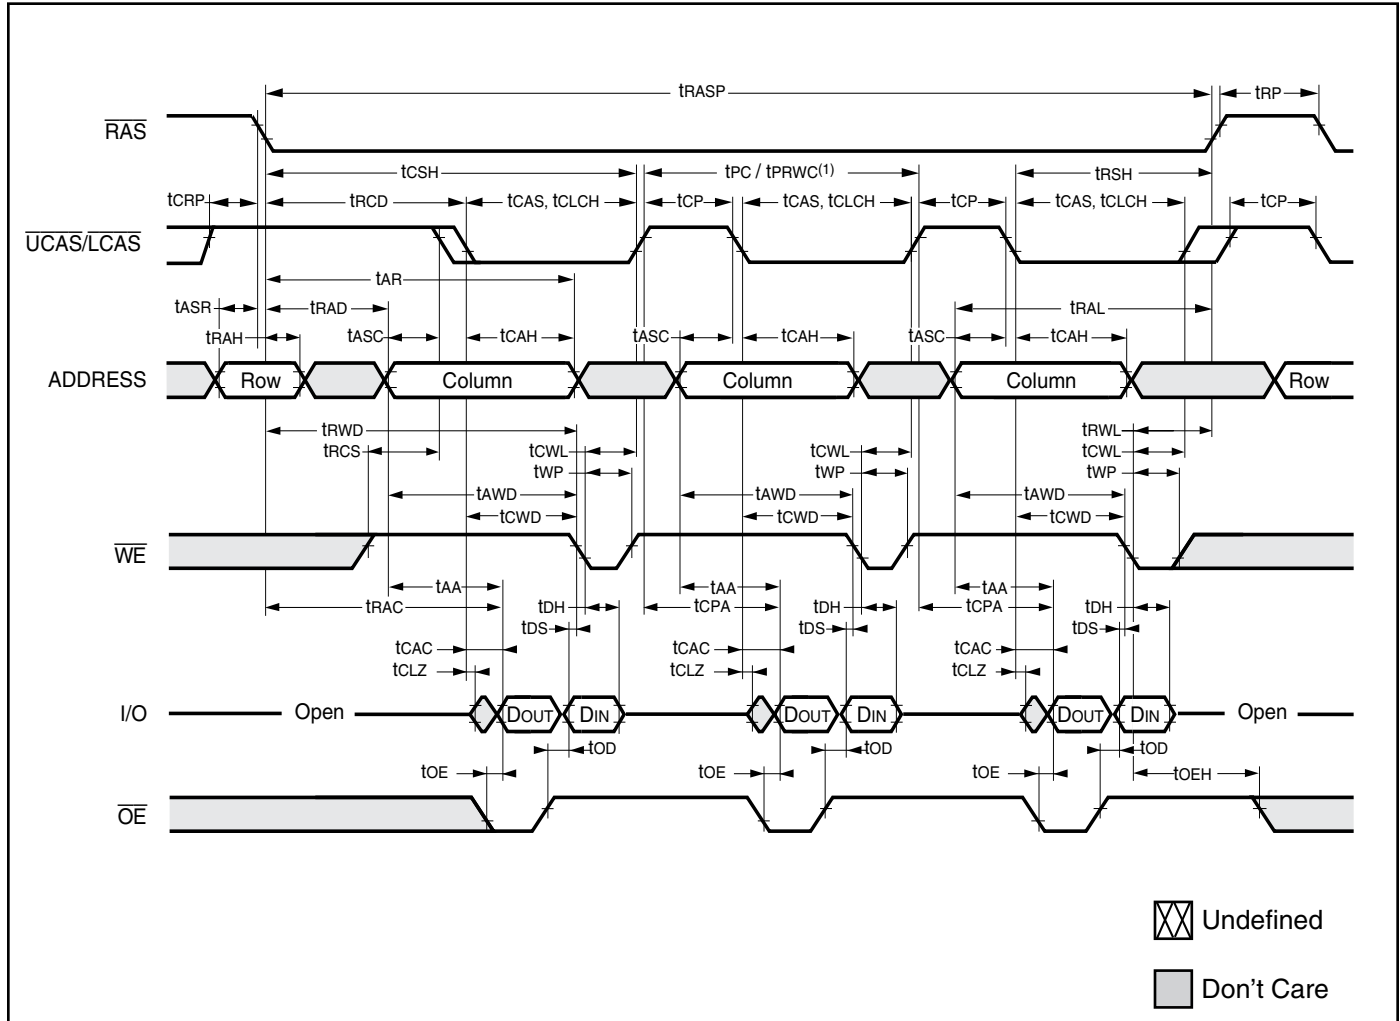 tRASP tRP
RAS
tCSH tPC / tPRWC(1) tRSH
tCRP tRCD tCAS, tCLCH tCP tCAS, tCLCH tCP tCAS, tCLCH tCP
UCAS/LCAS
tAR
tASR tRAD tRAL
tRAH tASC tCAH tASC tCAH tASC tCAH
ADDRESS Row Column Column Column Row
tRWD tRWL
tRCS tCWL tCWL tCWL
tWP tWP tWP
tAWD tAWD tAWD
tCWD tCWD tCWD
WE
tAA tAA tAA
tRAC tDH tCPA tDH tCPA tDH
tDS tDS tDS
tCAC tCAC tCAC
tCLZ tCLZ tCLZ
I/O Open DOUT DIN DOUT DIN DOUT DIN Open
tOD tOD tOD
tOE tOE tOE tOEH
OE
Undefined
Don't Care